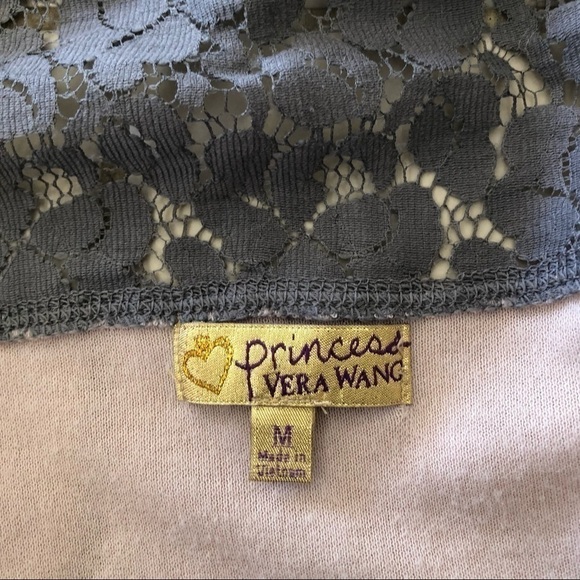 princess
VERA WANG
M
Made in
Vietnam